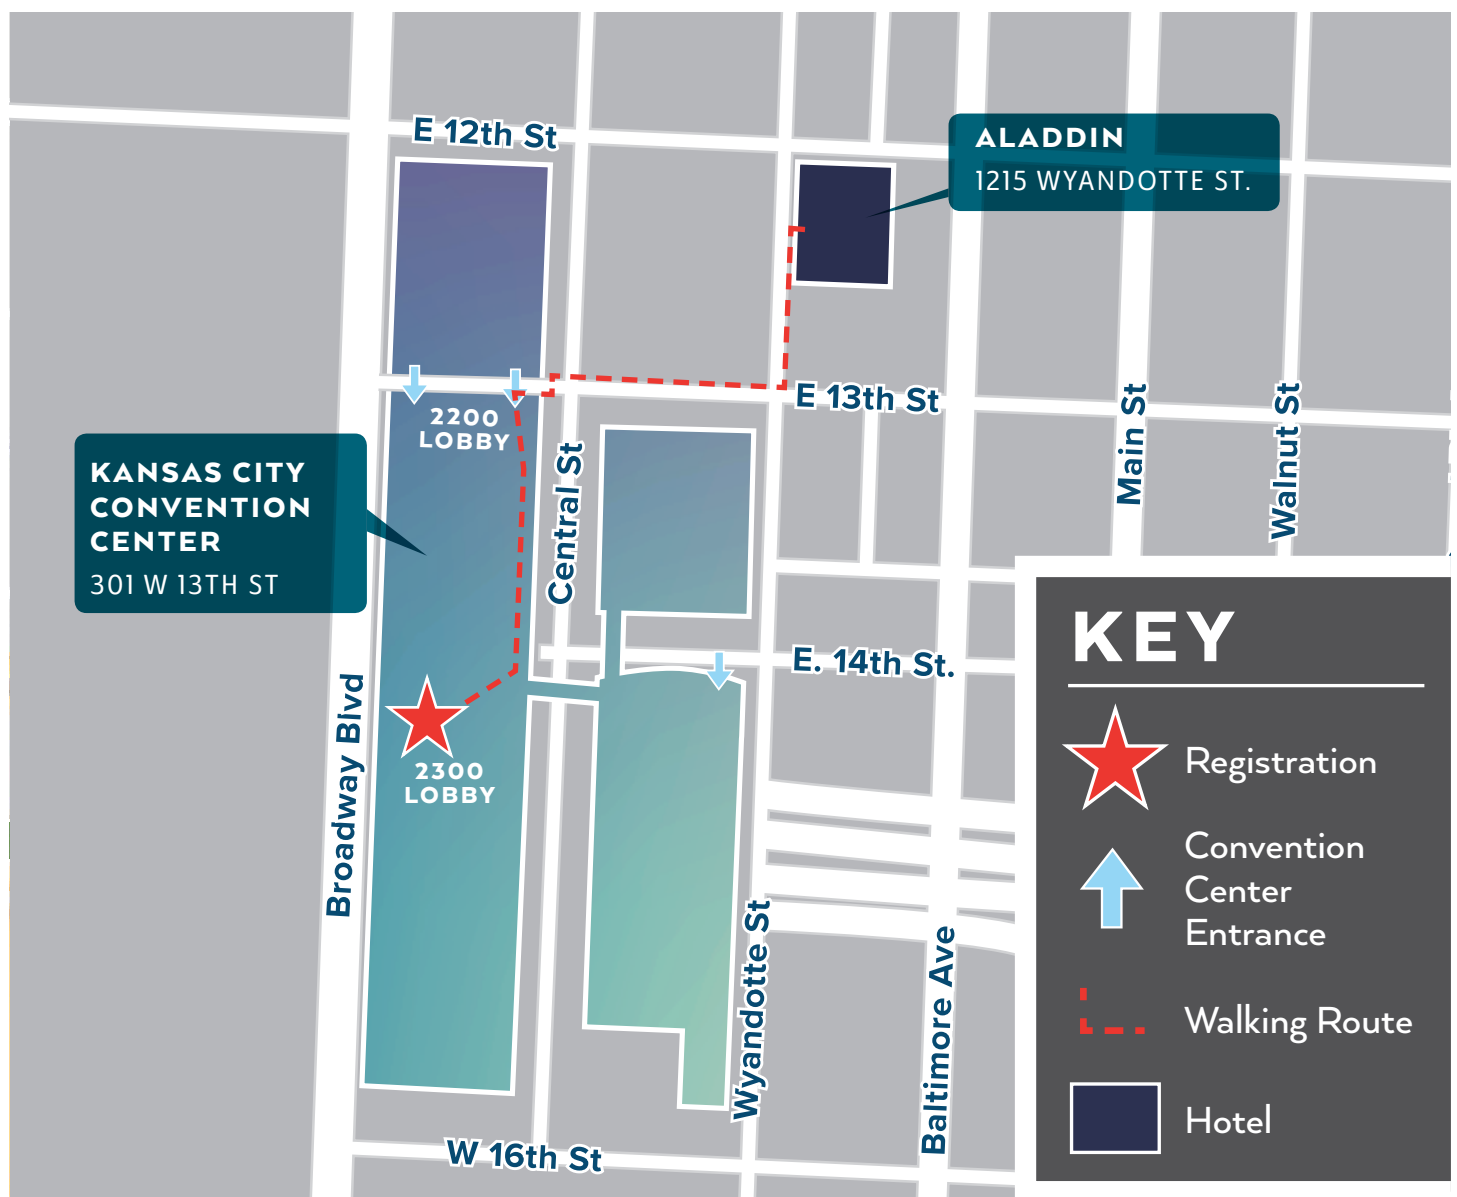 E 12th St
ALADDIN
1215 WYANDOTTE ST.
E 13th St
2200
LOBBY
KANSAS CITY
CONVENTION
CENTER
301 W 13TH ST
Central St
Main St
Walnut St
E. 14th St.
Broadway Blvd
2300
LOBBY
Wyandotte St
Baltimore Ave
W 16th St
KEY
Registration
Convention
Center
Entrance
Walking Route
Hotel